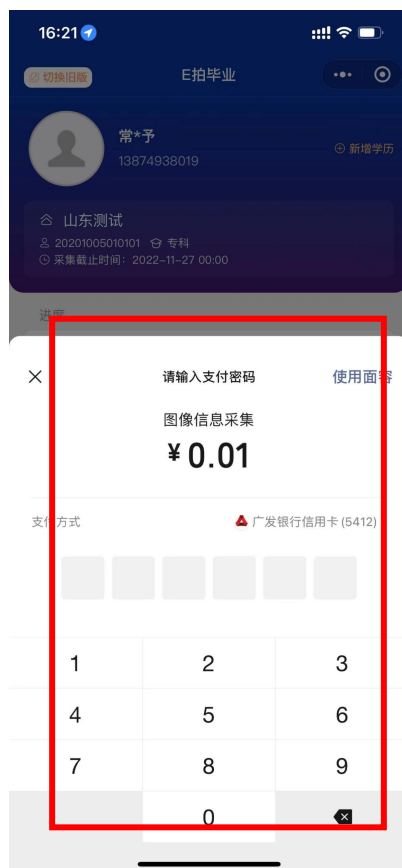 16:21
切换旧版
E拍毕业
常*予
13874938019
新增学历
山东测试
20201005010101 专科
采集截止时间：2022-11-27 00:00
进度
请输入支付密码
使用面容
图像信息采集
¥0.01
支付方式
广发银行信用卡(5412)
1 2 3
4 5 6
7 8 9
0